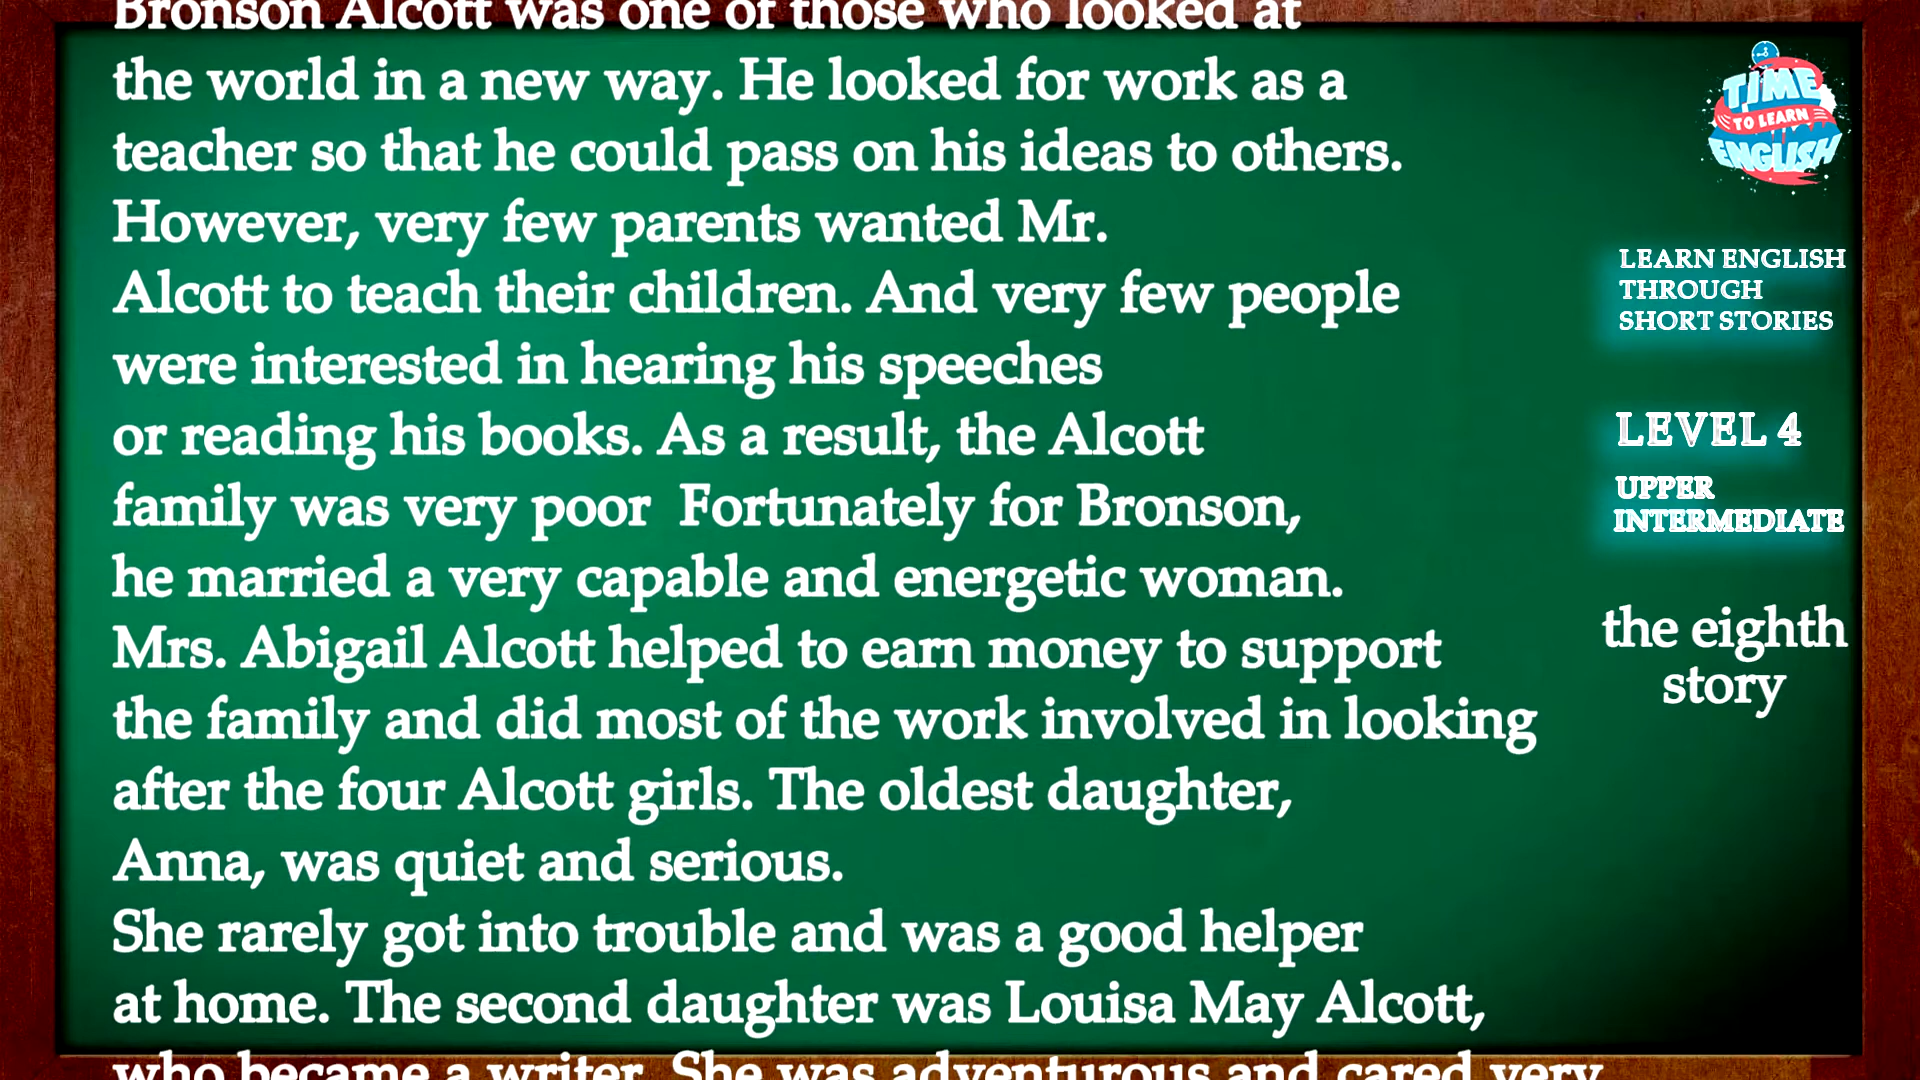 Bronson Alcott was one of those who looked at
the world in a new way. He looked for work as a
teacher so that he could pass on his ideas to others.
However, very few parents wanted Mr.
Alcott to teach their children. And very few people
were interested in hearing his speeches
or reading his books. As a result, the Alcott
family was very poor  Fortunately for Bronson,
he married a very capable and energetic woman.
Mrs. Abigail Alcott helped to earn money to support
the family and did most of the work involved in looking
after the four Alcott girls. The oldest daughter,
Anna, was quiet and serious.
She rarely got into trouble and was a good helper
at home. The second daughter was Louisa May Alcott,
who became a writer. She was adventurous and cared very
TIME
TO LEARN
ENGLISH
LEARN ENGLISH
THROUGH
SHORT STORIES
LEVEL 4
UPPER
INTERMEDIATE
the eighth
story